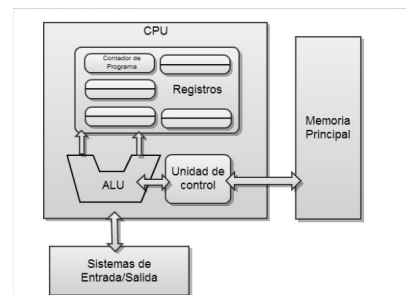 CPU
Contador de
Programa
Registros
Memoria
Principal
ALU
Unidad de
control
Sistemas de
Entrada/Salida